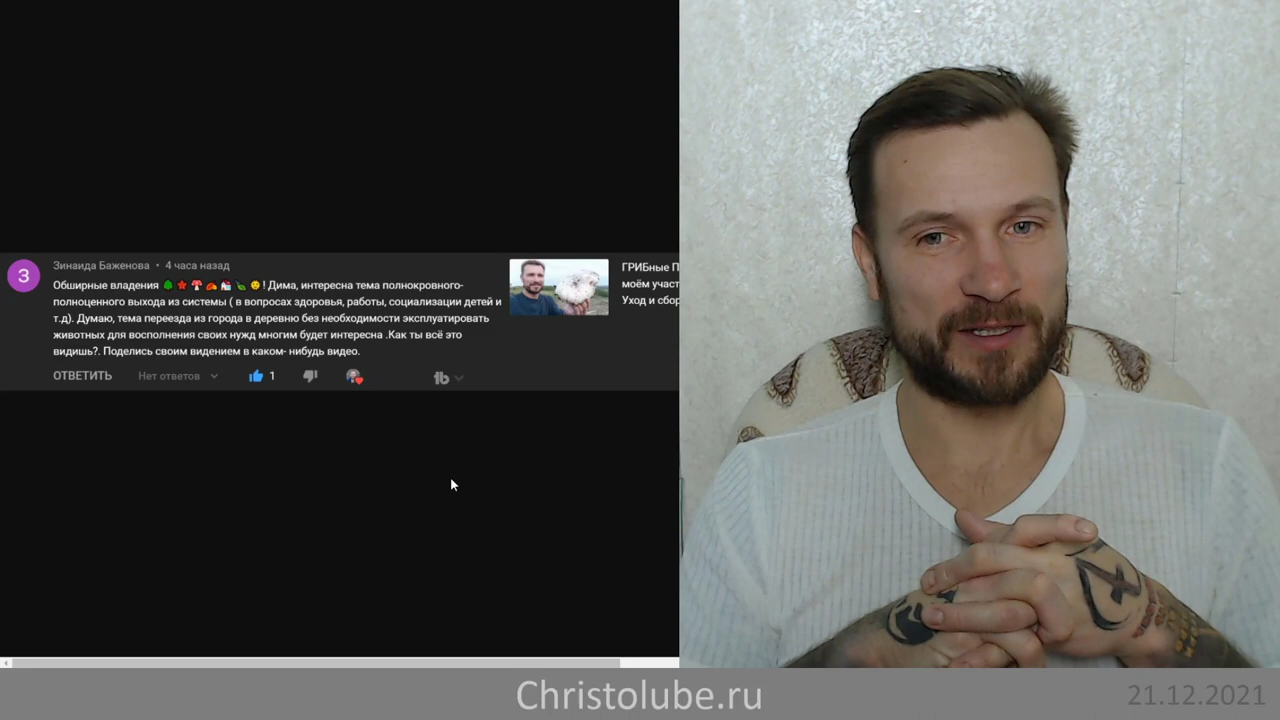 З
Зинаида Баженова • 4 часа назад
Обширные владения 🌲🍁🍄🍂🏡🍃😲! Дима, интересна тема полнокровного-
полноценного выхода из системы ( в вопросах здоровья, работы, социализации детей и
т.д). Думаю, тема переезда из города в деревню без необходимости эксплуатировать
животных для восполнения своих нужд многим будет интересна .Как ты всё это
видишь?. Поделись своим видением в каком- нибудь видео.
ОТВЕТИТЬ Нет ответов 1
tb
ГРИБные П
моём участ
Уход и сбор
Christolube.ru
21.12.2021